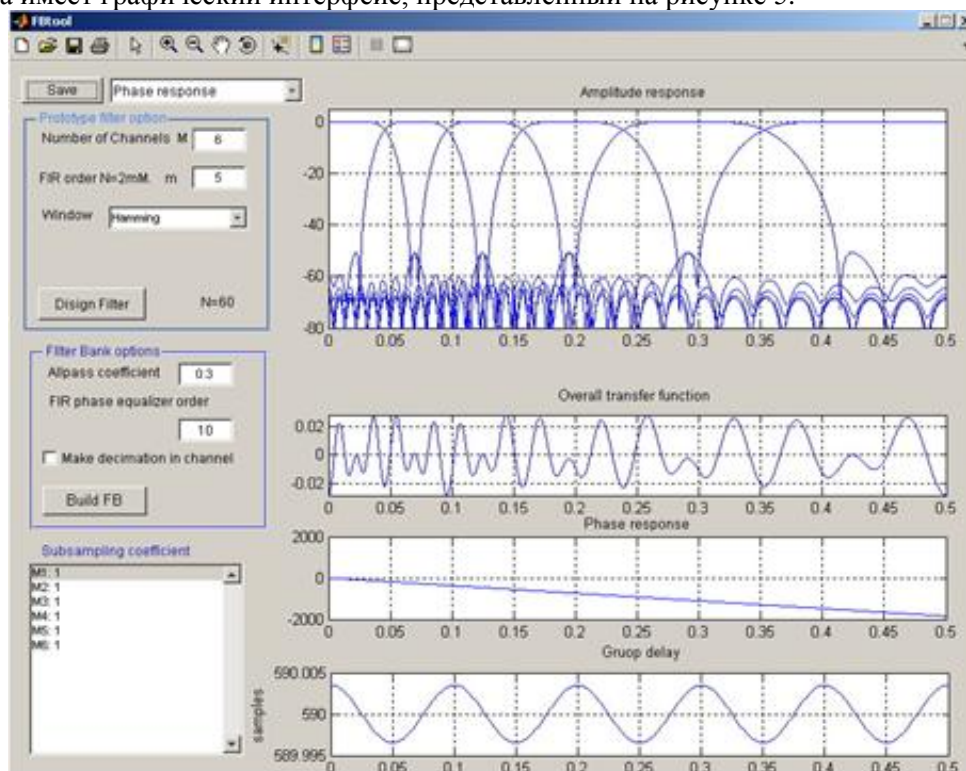 а имеет графический интерфейс, представленный на рисунке 5.
FBtool
Save
Phase response
Prototype filter option
Number of Channels M 6
FIR order N=2mM. m 5
Window Hamming
Disign Filter N=60
Filter Bank options
Allpass coefficient 0.3
FIR phase equalizer order
10
Make decimation in channel
Build FB
Subsampling coefficient
M1: 1
M2: 1
M3: 1
M4: 1
M5: 1
M6: 1
Amplitude response
0
-20
-40
-60
-80
0 0.05 0.1 0.15 0.2 0.25 0.3 0.35 0.4 0.45 0.5
Overall transfer function
0.02
0
-0.02
0 0.05 0.1 0.15 0.2 0.25 0.3 0.35 0.4 0.45 0.5
Phase response
2000
0
-2000
0 0.05 0.1 0.15 0.2 0.25 0.3 0.35 0.4 0.45 0.5
Gruop delay
samples
590.005
590
589.995
0 0.05 0.1 0.15 0.2 0.25 0.3 0.35 0.4 0.45 0.5